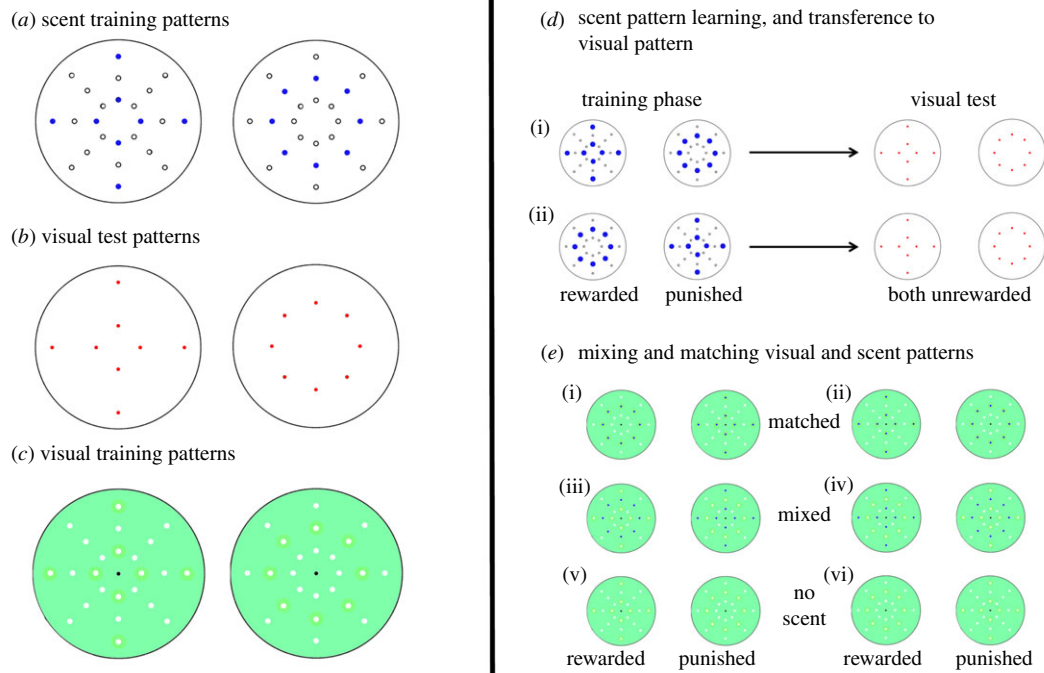 (a) scent training patterns
(b) visual test patterns
(c) visual training patterns
(d) scent pattern learning, and transference to
visual pattern
training phase visual test
(i)
(ii)
rewarded punished both unrewarded
(e) mixing and matching visual and scent patterns
(i) matched (ii)
(iii) mixed (iv)
(v) no (vi)
scent
rewarded punished rewarded punished